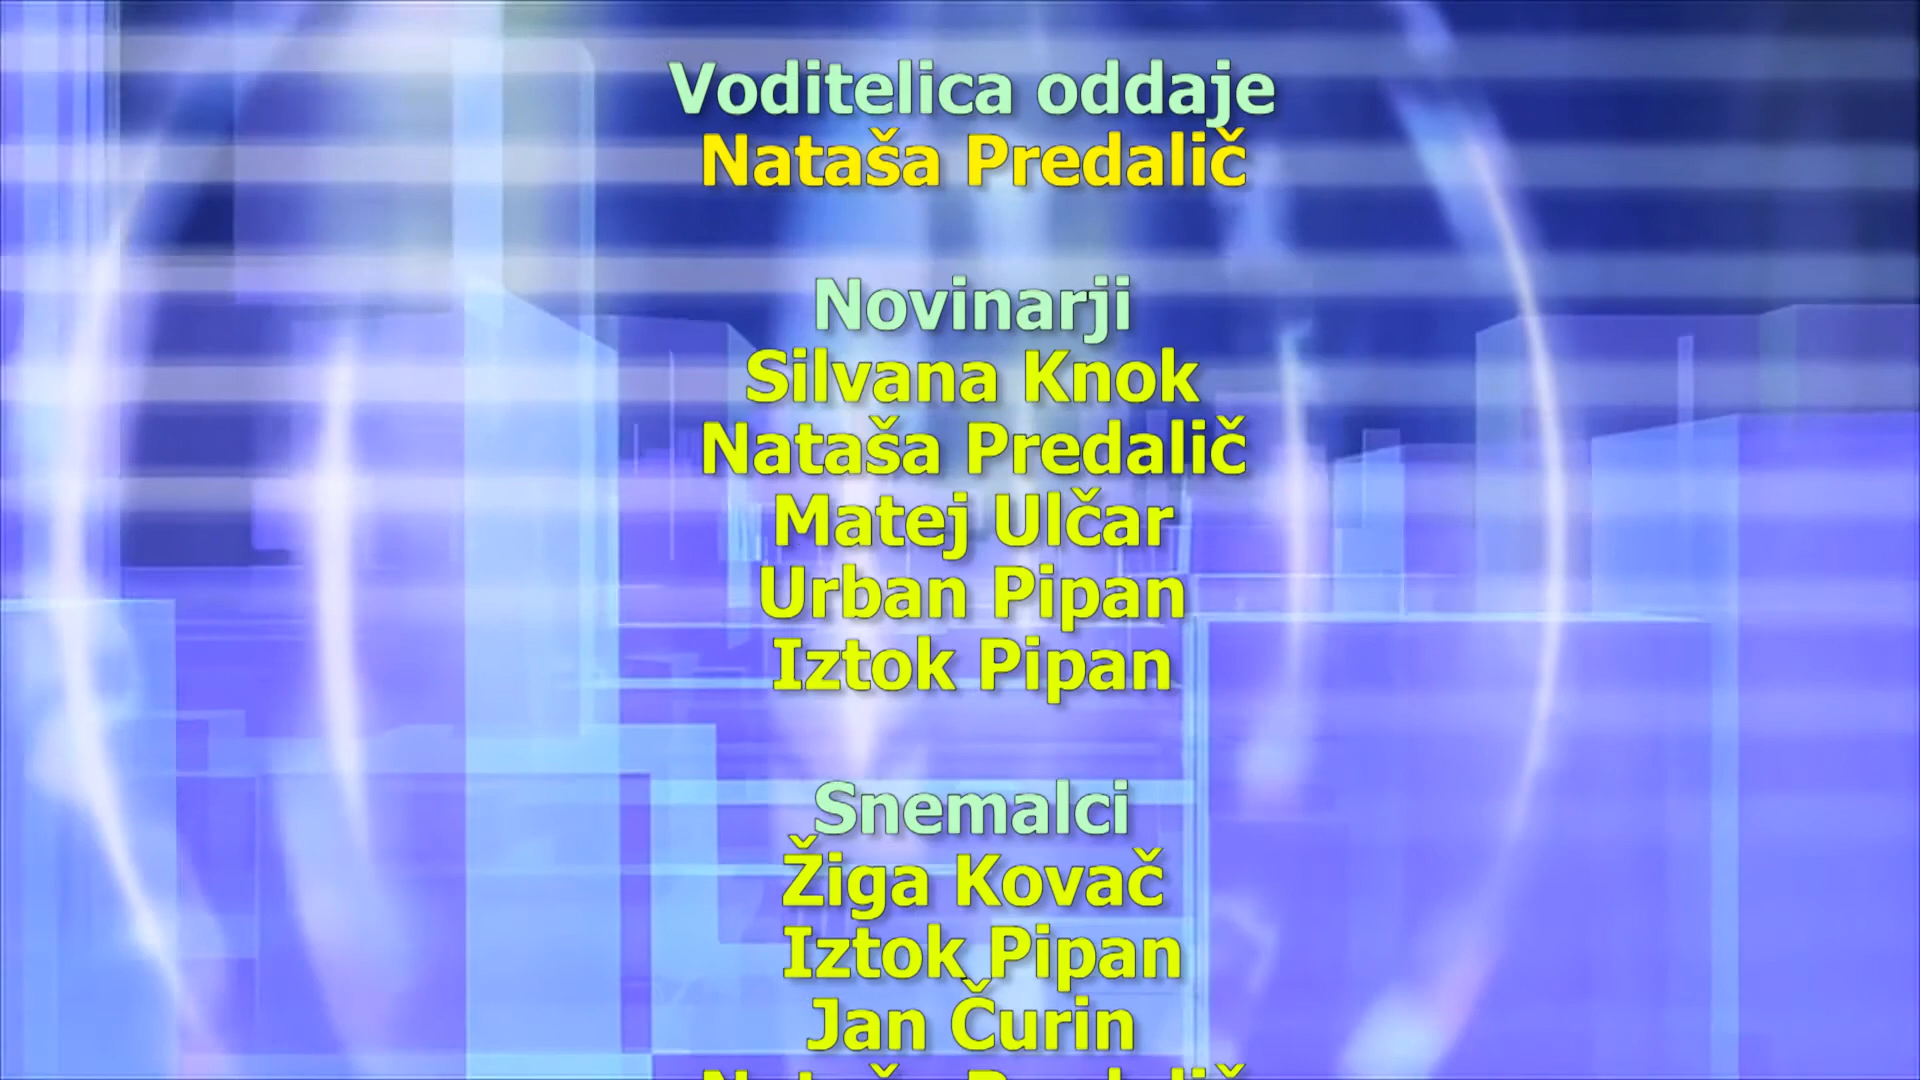 Voditelica oddaje
Nataša Predalič
Novinarji
Silvana Knok
Nataša Predalič
Matej Ulčar
Urban Pipan
Iztok Pipan
Snemalci
Žiga Kovač
Iztok Pipan
Jan Čurin